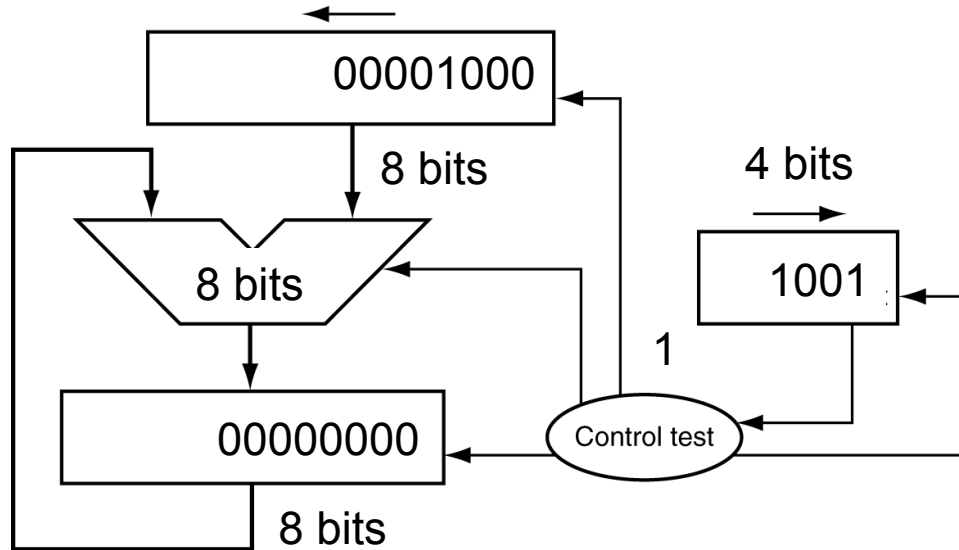 00001000
8 bits
4 bits
8 bits
1001
1
Control test
00000000
8 bits